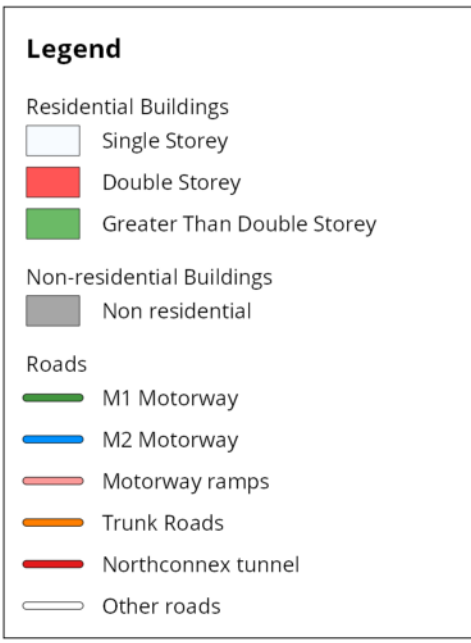 Legend
Residential Buildings
Single Storey
Double Storey
Greater Than Double Storey
Non-residential Buildings
Non residential
Roads
M1 Motorway
M2 Motorway
Motorway ramps
Trunk Roads
Northconnex tunnel
Other roads